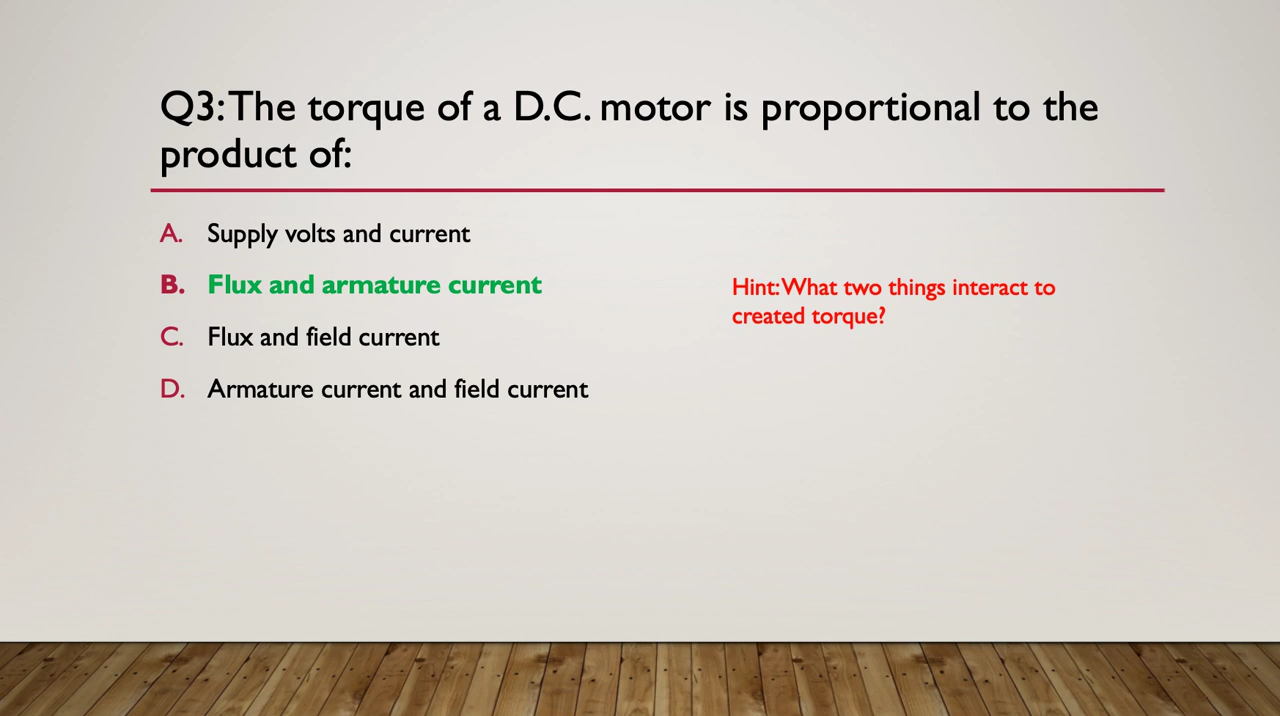 Q3: The torque of a D.C. motor is proportional to the
product of:
A. Supply volts and current
B. Flux and armature current
C. Flux and field current
D. Armature current and field current
Hint: What two things interact to
created torque?